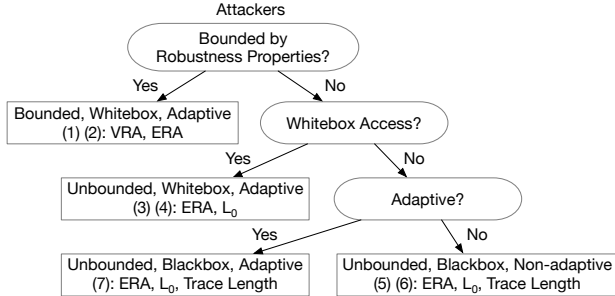 Attackers
Bounded by
Robustness Properties?
Yes
No
Bounded, Whitebox, Adaptive
(1) (2): VRA, ERA
Whitebox Access?
Yes
No
Unbounded, Whitebox, Adaptive
(3) (4): ERA, L₀
Adaptive?
Yes
No
Unbounded, Blackbox, Adaptive
(7): ERA, L₀, Trace Length
Unbounded, Blackbox, Non-adaptive
(5) (6): ERA, L₀, Trace Length